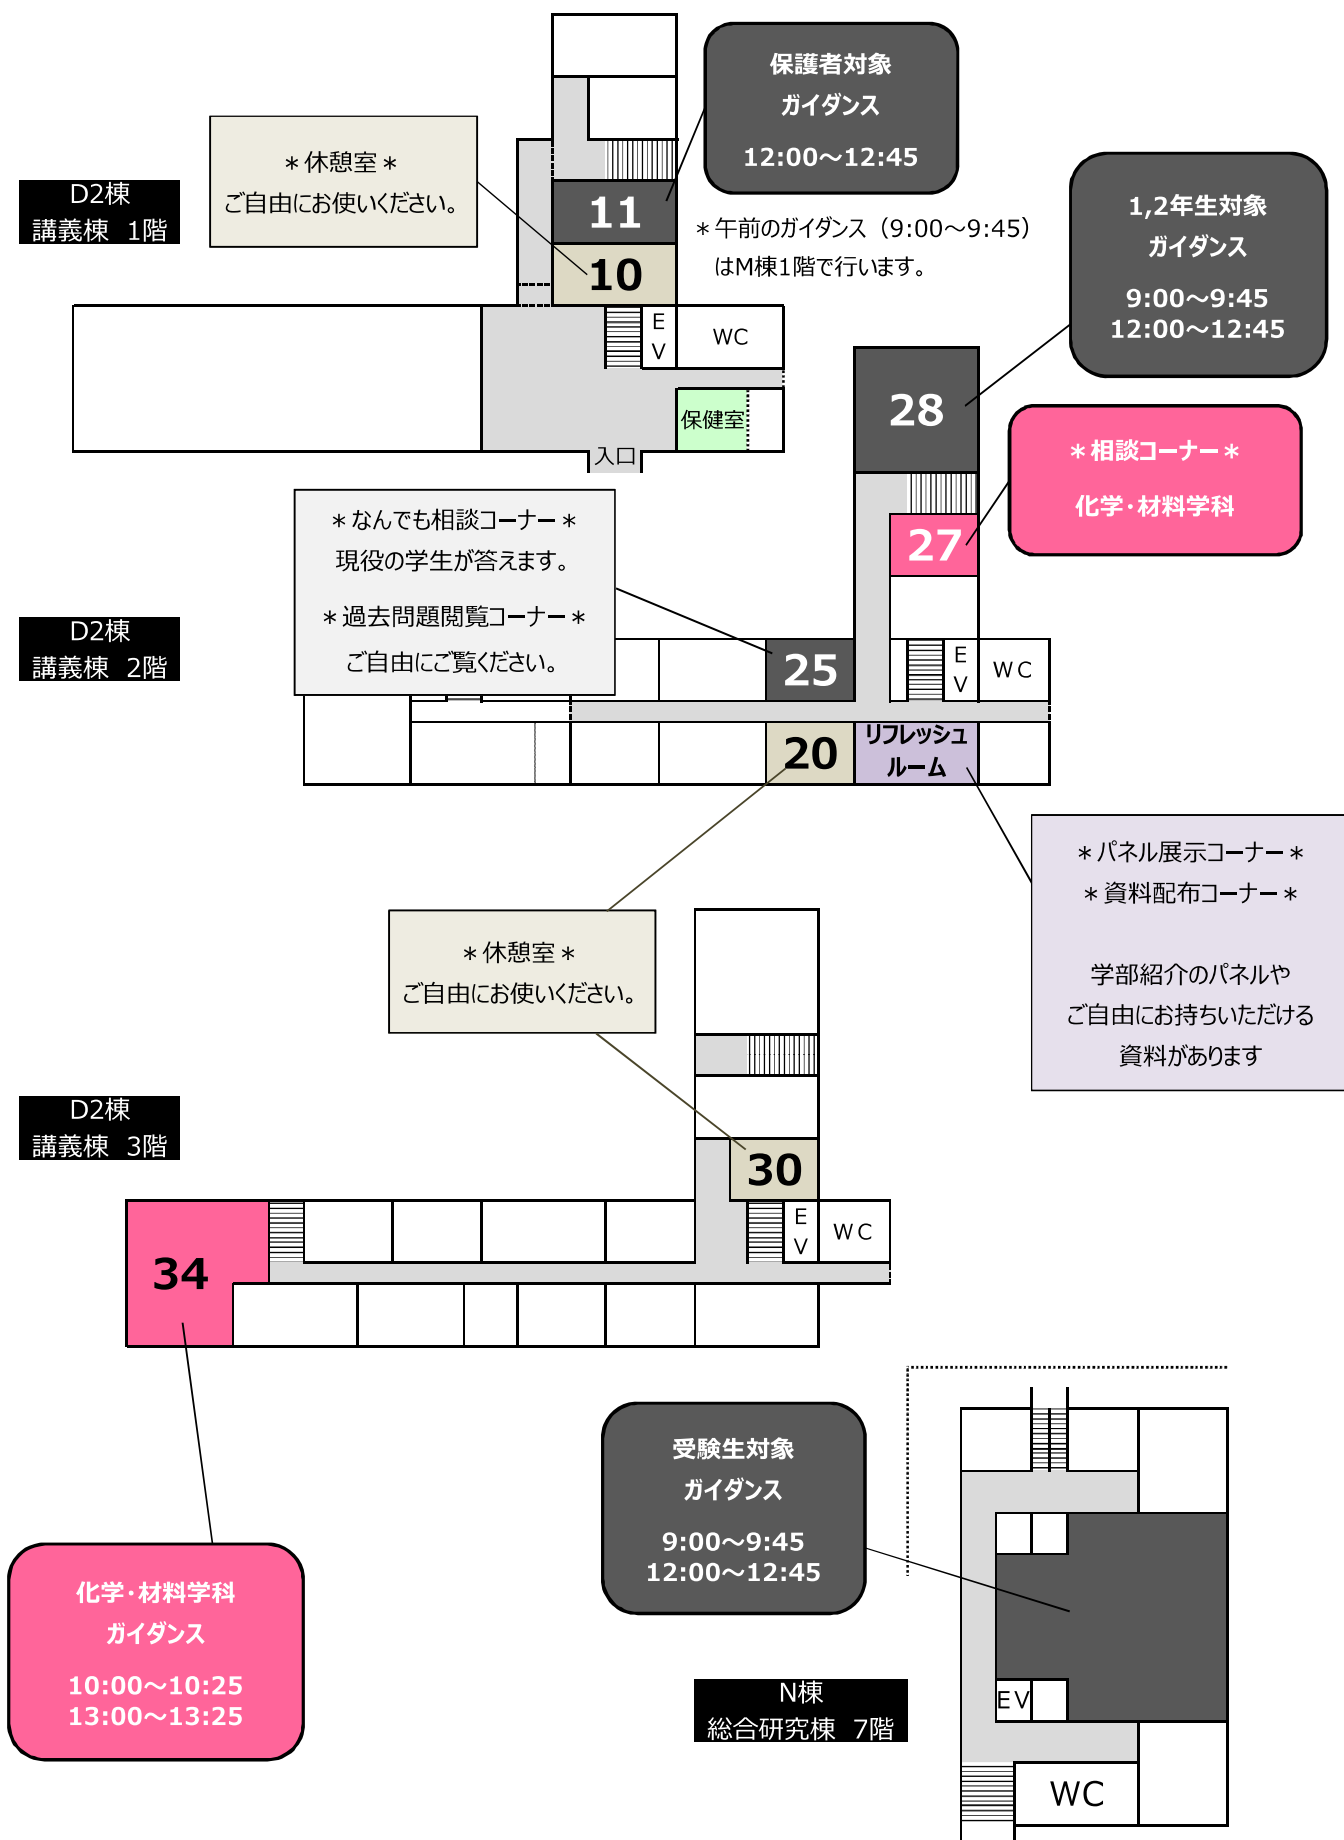 保護者対象
ガイダンス
12:00～12:45
＊休憩室＊
ご自由にお使いください。
D2棟
講義棟 1階
11
10
＊午前のガイダンス（9:00～9:45）
はM棟1階で行います。
1,2年生対象
ガイダンス
9:00～9:45
12:00～12:45
E
V
WC
保健室
入口
28
＊相談コーナー＊
化学・材料学科
27
＊なんでも相談コーナー＊
現役の学生が答えます。
＊過去問題閲覧コーナー＊
ご自由にご覧ください。
D2棟
講義棟 2階
25
E
V
WC
20
リフレッシュ
ルーム
＊パネル展示コーナー＊
＊資料配布コーナー＊
学部紹介のパネルや
ご自由にお持ちいただける
資料があります
＊休憩室＊
ご自由にお使いください。
D2棟
講義棟 3階
30
E
V
WC
34
受験生対象
ガイダンス
9:00～9:45
12:00～12:45
化学・材料学科
ガイダンス
10:00～10:25
13:00～13:25
N棟
総合研究棟 7階
EV
WC